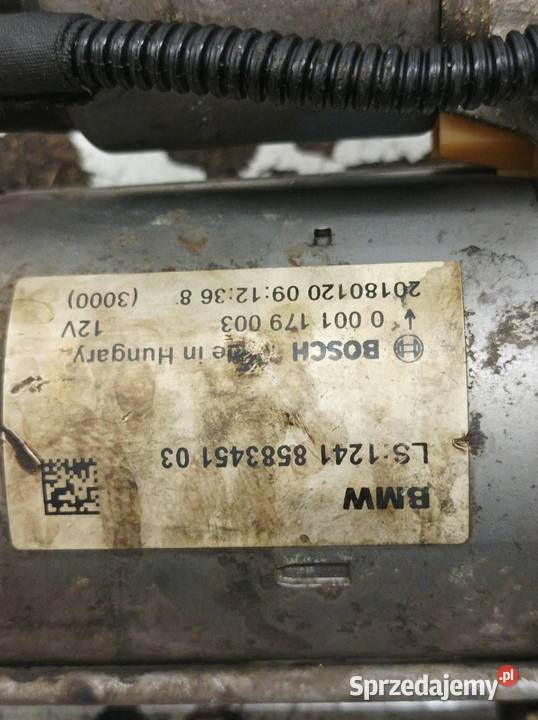 BMW
LS:1241 8583451 03
BOSCH in Hungary
0 001 179 003 12V
20180120 09:12:36 8 (3000)
Sprzedajemy.pl